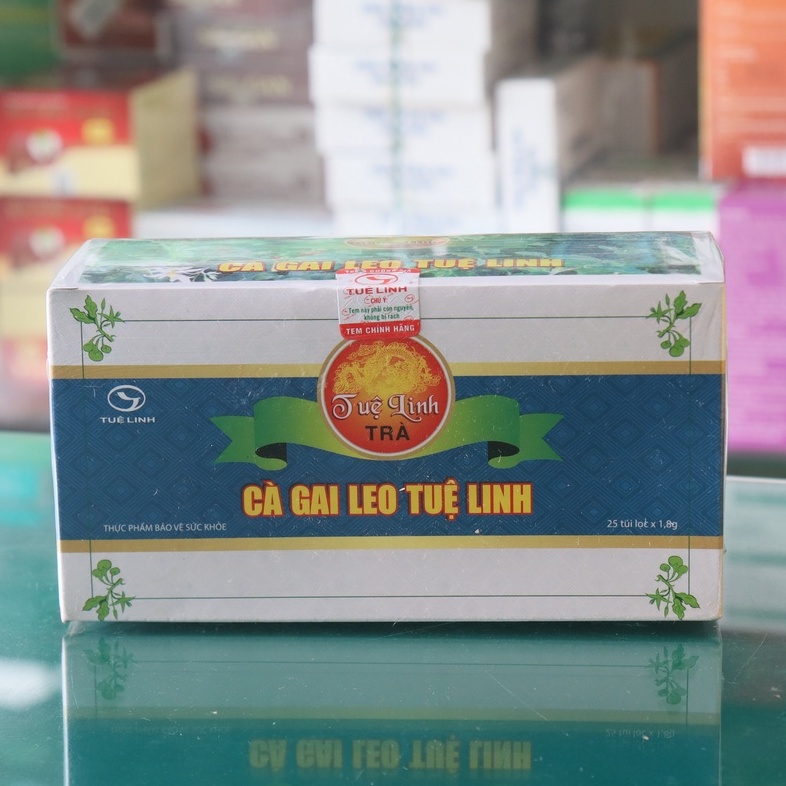 CÀ GAI LEO TUỆ LINH
TUỆ LINH
CHÚ Ý:
Tem này phải còn nguyên,
không bị rách
TEM CHÍNH HÃNG
Tuệ Linh
TRÀ
TUỆ LINH
CÀ GAI LEO TUỆ LINH
THỰC PHẨM BẢO VỆ SỨC KHỎE
25 túi lọc x 1,8g